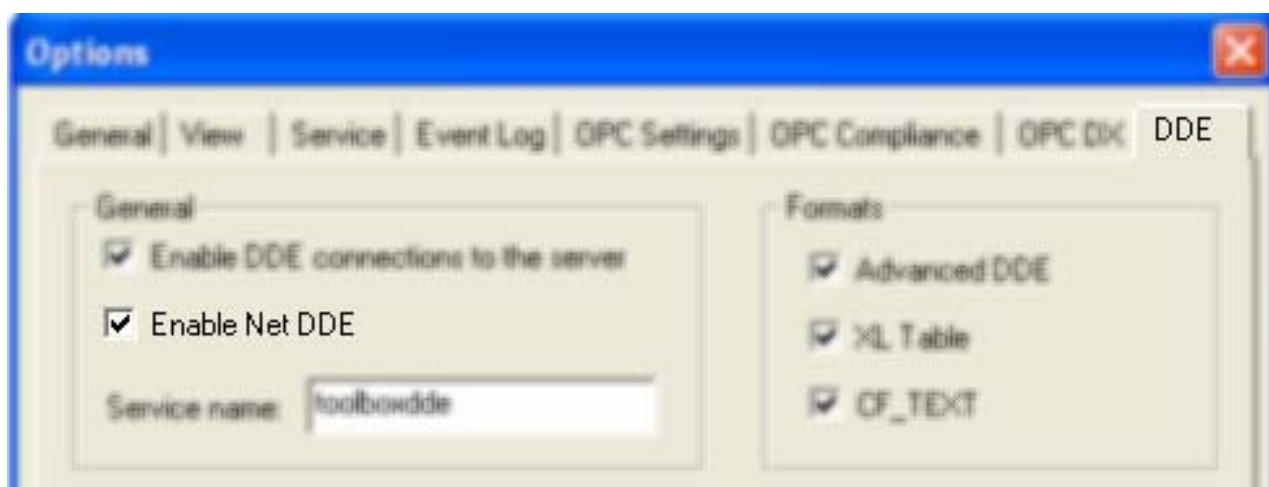 Options
General View Service Event Log OPC Settings OPC Compliance OPC DX DDE
General
Enable DDE connections to the server
Enable Net DDE
Service name: toolboxdde
Formats
Advanced DDE
XL Table
CF_TEXT